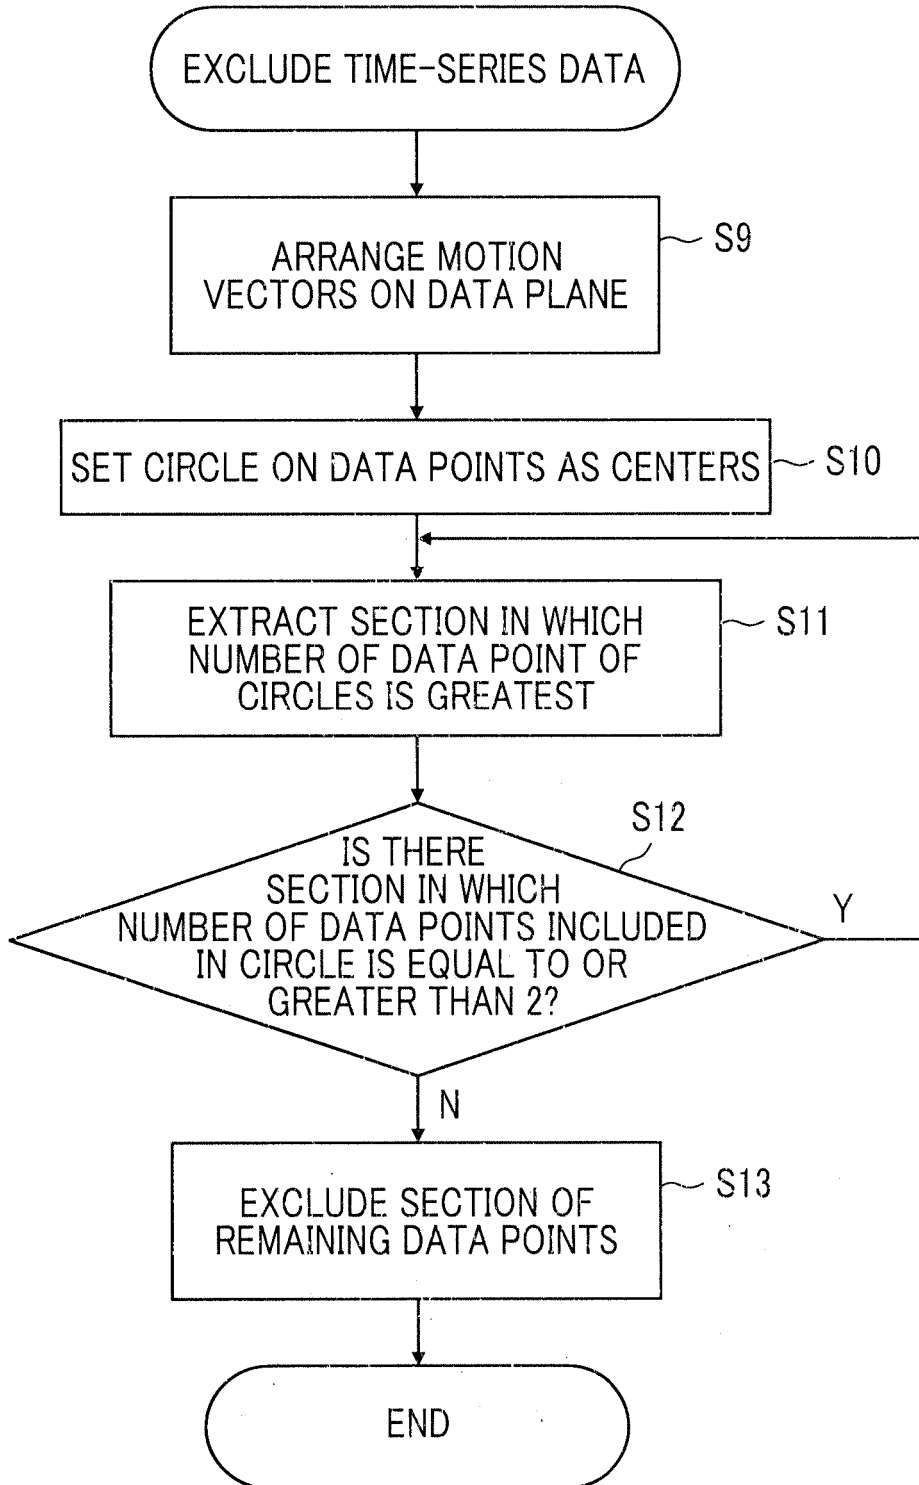 EXCLUDE TIME-SERIES DATA
S9
ARRANGE MOTION
VECTORS ON DATA PLANE
SET CIRCLE ON DATA POINTS AS CENTERS
S10
S11
EXTRACT SECTION IN WHICH
NUMBER OF DATA POINT OF
CIRCLES IS GREATEST
S12
IS THERE
SECTION IN WHICH
NUMBER OF DATA POINTS INCLUDED
IN CIRCLE IS EQUAL TO OR
GREATER THAN 2?
Y
N
S13
EXCLUDE SECTION OF
REMAINING DATA POINTS
END